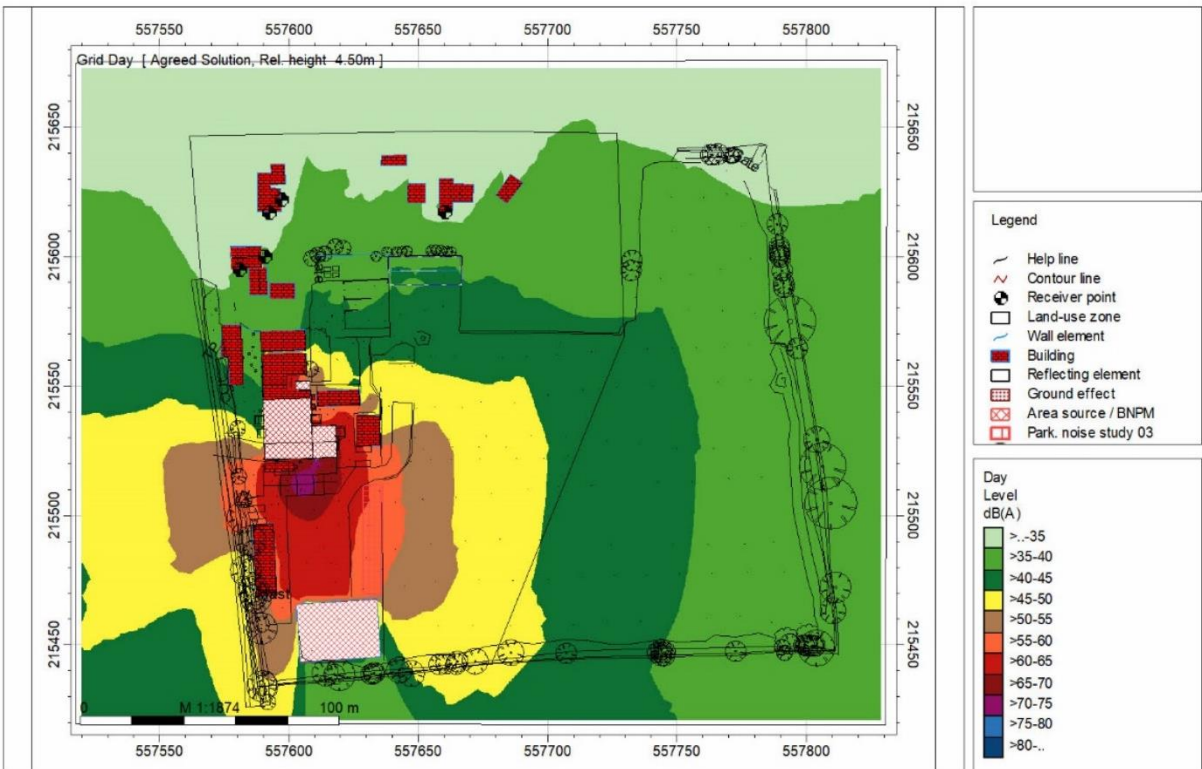 557550 557600 557650 557700 557750 557800
Grid Day [ Agreed Solution, Rel. height 4.50m ]
215650 215650
215600 215600
215550 215550
215500 215500
215450 215450
0 M 1:1874 100 m
557550 557600 557650 557700 557750 557800
Legend
Help line
Contour line
Receiver point
Land-use zone
Wall element
Building
Reflecting element
Ground effect
Area source / BNPM
Park. noise study 03
Day
Level
dB(A)
>..-35
>35-40
>40-45
>45-50
>50-55
>55-60
>60-65
>65-70
>70-75
>75-80
>80-..